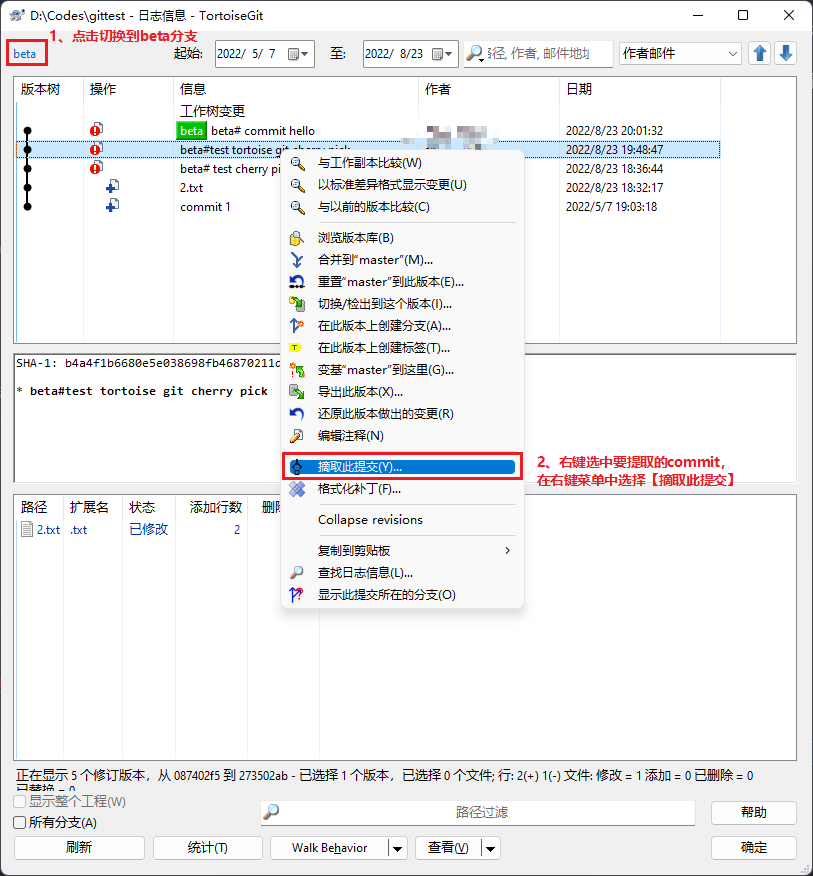 D:\Codes\gittest - 日志信息 - TortoiseGit
1、点击切换到beta分支
beta 起始: 2022/ 5/ 7 至: 2022/ 8/23 径, 作者, 邮件地址 作者邮件
版本树 操作 信息 作者 日期
工作树变更
beta beta# commit hello 2022/8/23 20:01:32
beta#test tortoise git cherry pick 2022/8/23 19:48:47
beta# test cherry pi 2022/8/23 18:36:44
2.txt 2022/8/23 18:32:17
commit 1 2022/5/7 19:03:18
与工作副本比较(W)
以标准差异格式显示变更(U)
与以前的版本比较(C)
浏览版本库(B)
合并到“master”(M)...
重置“master”到此版本(E)...
切换/检出到这个版本(I)...
在此版本上创建分支(A)...
在此版本上创建标签(T)...
变基“master”到这里(G)...
导出此版本(X)...
还原此版本做出的变更(R)
编辑注释(N)
摘取此提交(Y)...
格式化补丁(F)...
Collapse revisions
复制到剪贴板
查找日志信息(L)...
显示此提交所在的分支(O)
2、右键选中要提取的commit，
在右键菜单中选择【摘取此提交】
SHA-1: b4a4f1b6680e5e038698fb46870211
* beta#test tortoise git cherry pick
路径 扩展名 状态 添加行数 删
2.txt .txt 已修改 2
正在显示 5 个修订版本，从 087402f5 到 273502ab - 已选择 1 个版本，已选择 0 个文件; 行: 2(+) 1(-) 文件: 修改 = 1 添加 = 0 已删除 = 0
已替换 = 0
显示整个工程(W)
所有分支(A)
路径过滤
帮助
刷新 统计(T) Walk Behavior 查看(V) 确定